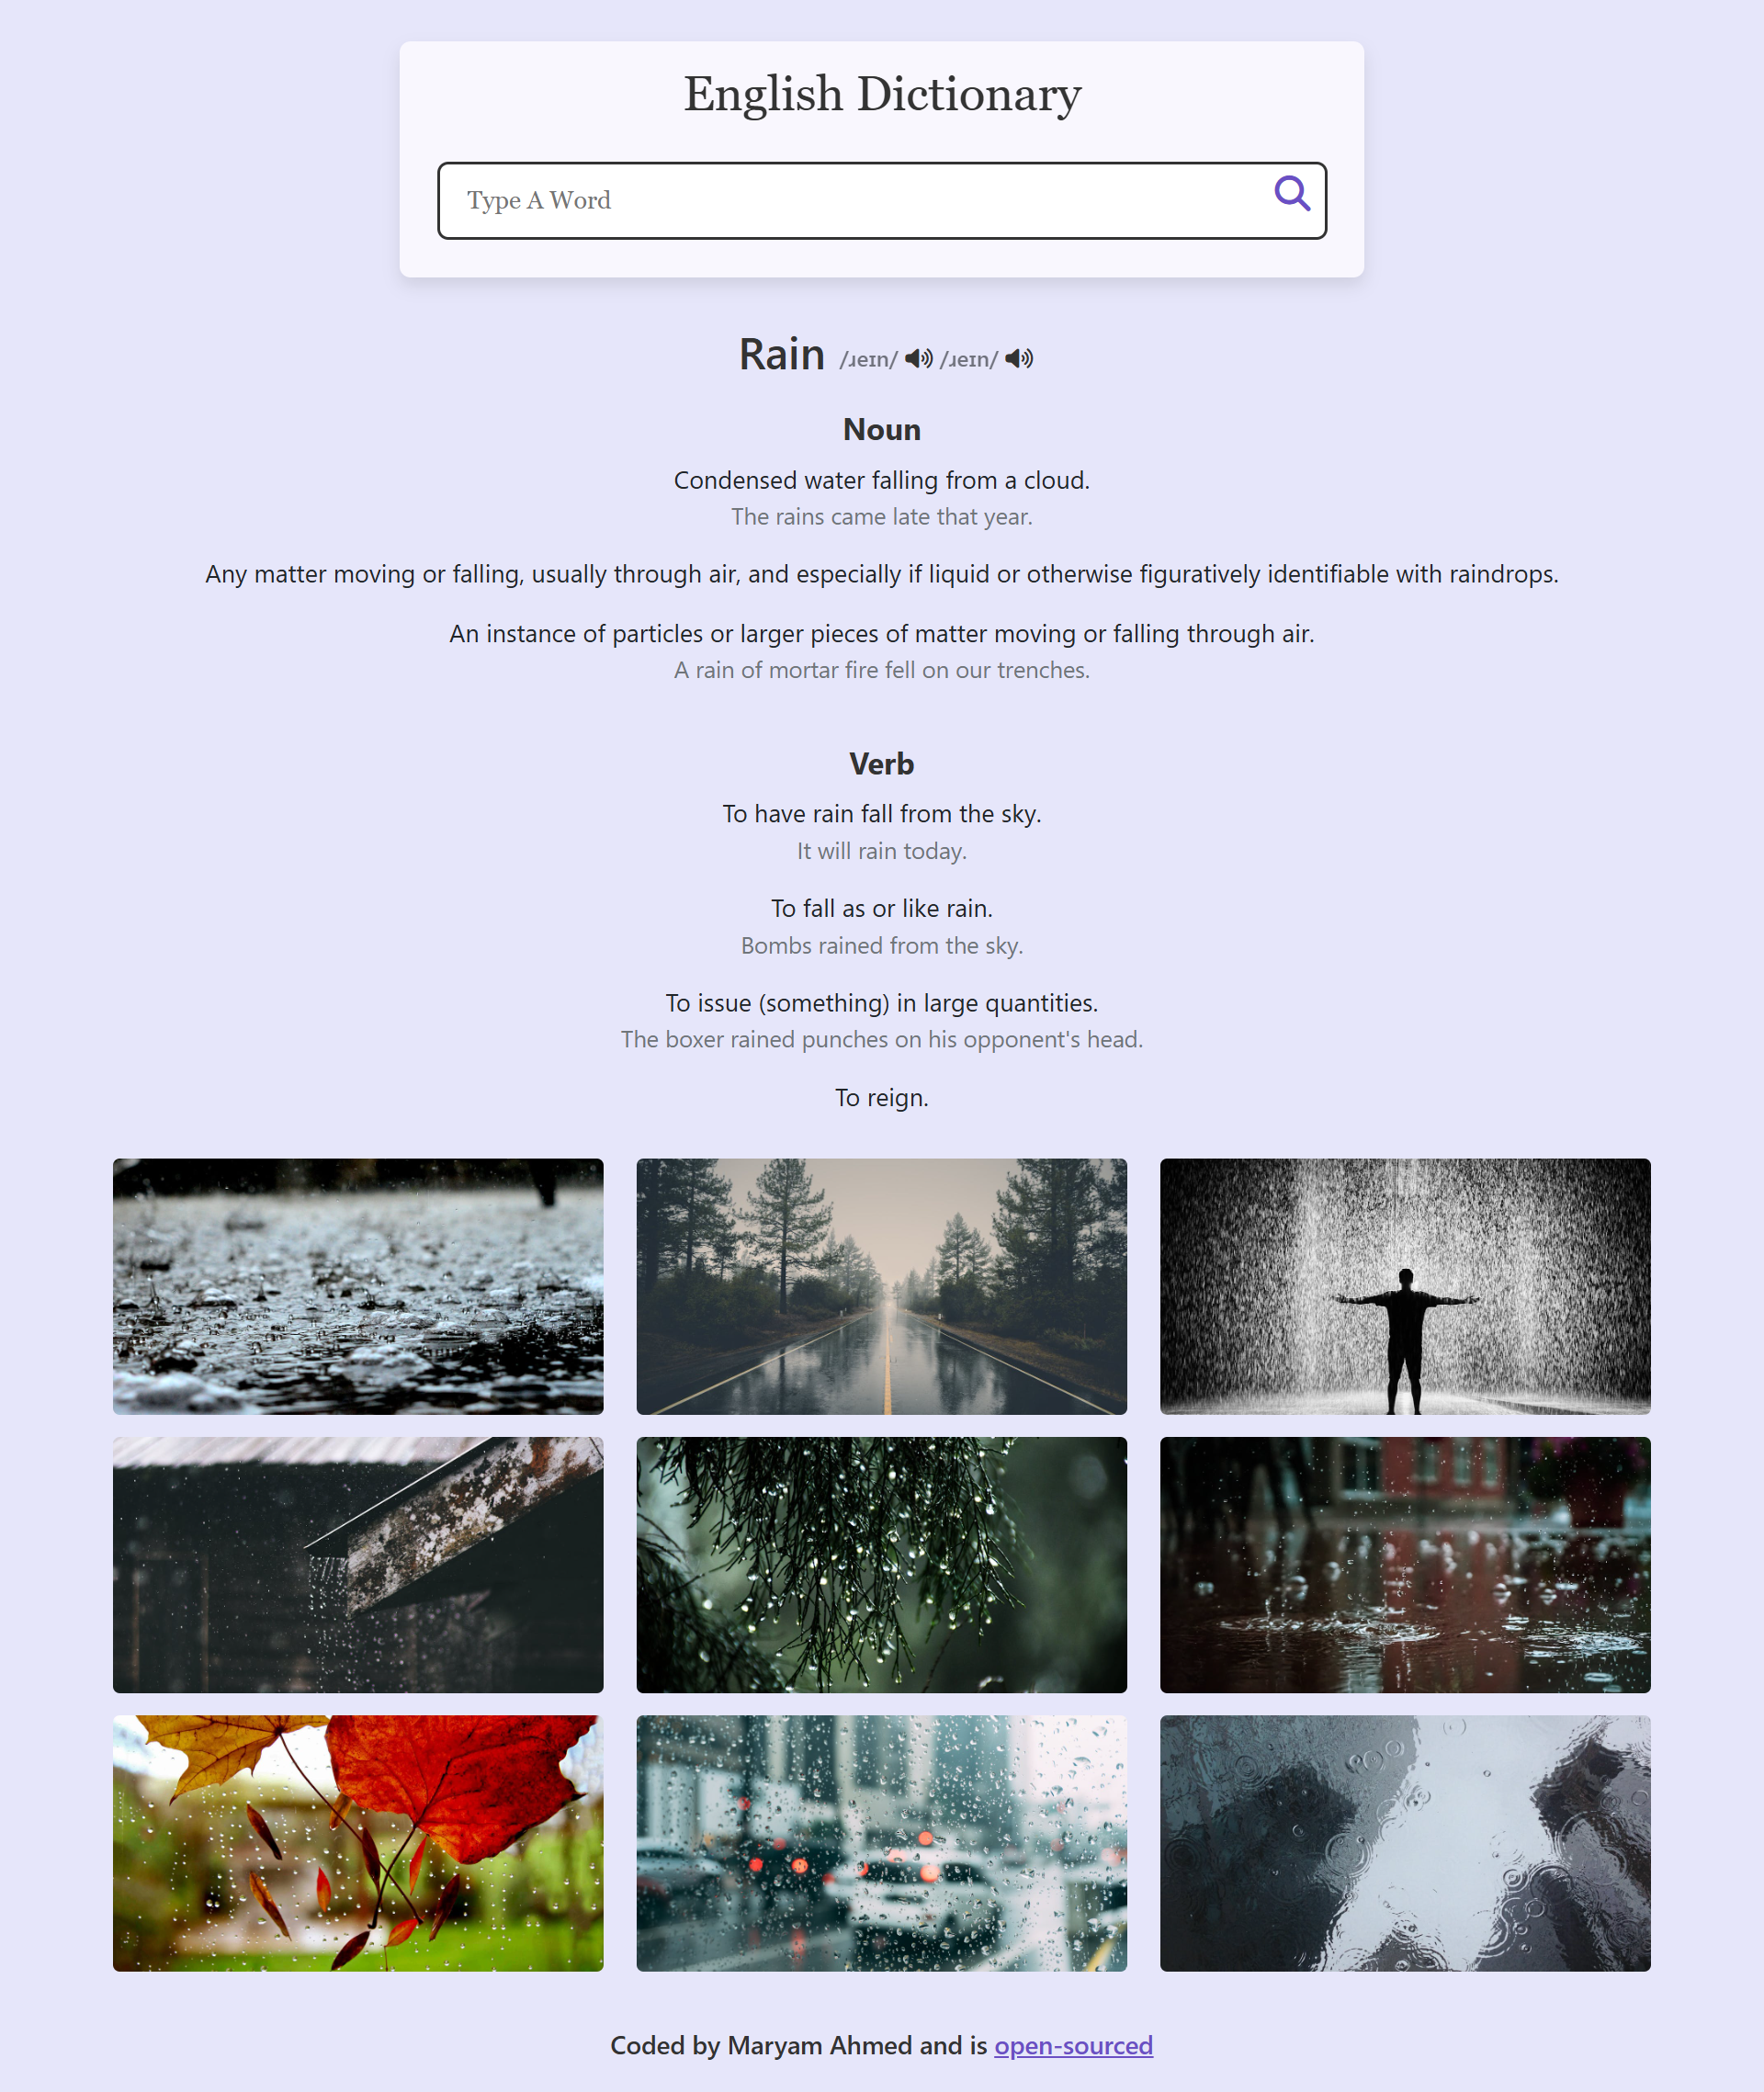 English Dictionary
Type A Word
Rain /ɹeɪn/ /ɹeɪn/
Noun
Condensed water falling from a cloud.
The rains came late that year.
Any matter moving or falling, usually through air, and especially if liquid or otherwise figuratively identifiable with raindrops.
An instance of particles or larger pieces of matter moving or falling through air.
A rain of mortar fire fell on our trenches.
Verb
To have rain fall from the sky.
It will rain today.
To fall as or like rain.
Bombs rained from the sky.
To issue (something) in large quantities.
The boxer rained punches on his opponent's head.
To reign.
Coded by Maryam Ahmed and is open-sourced